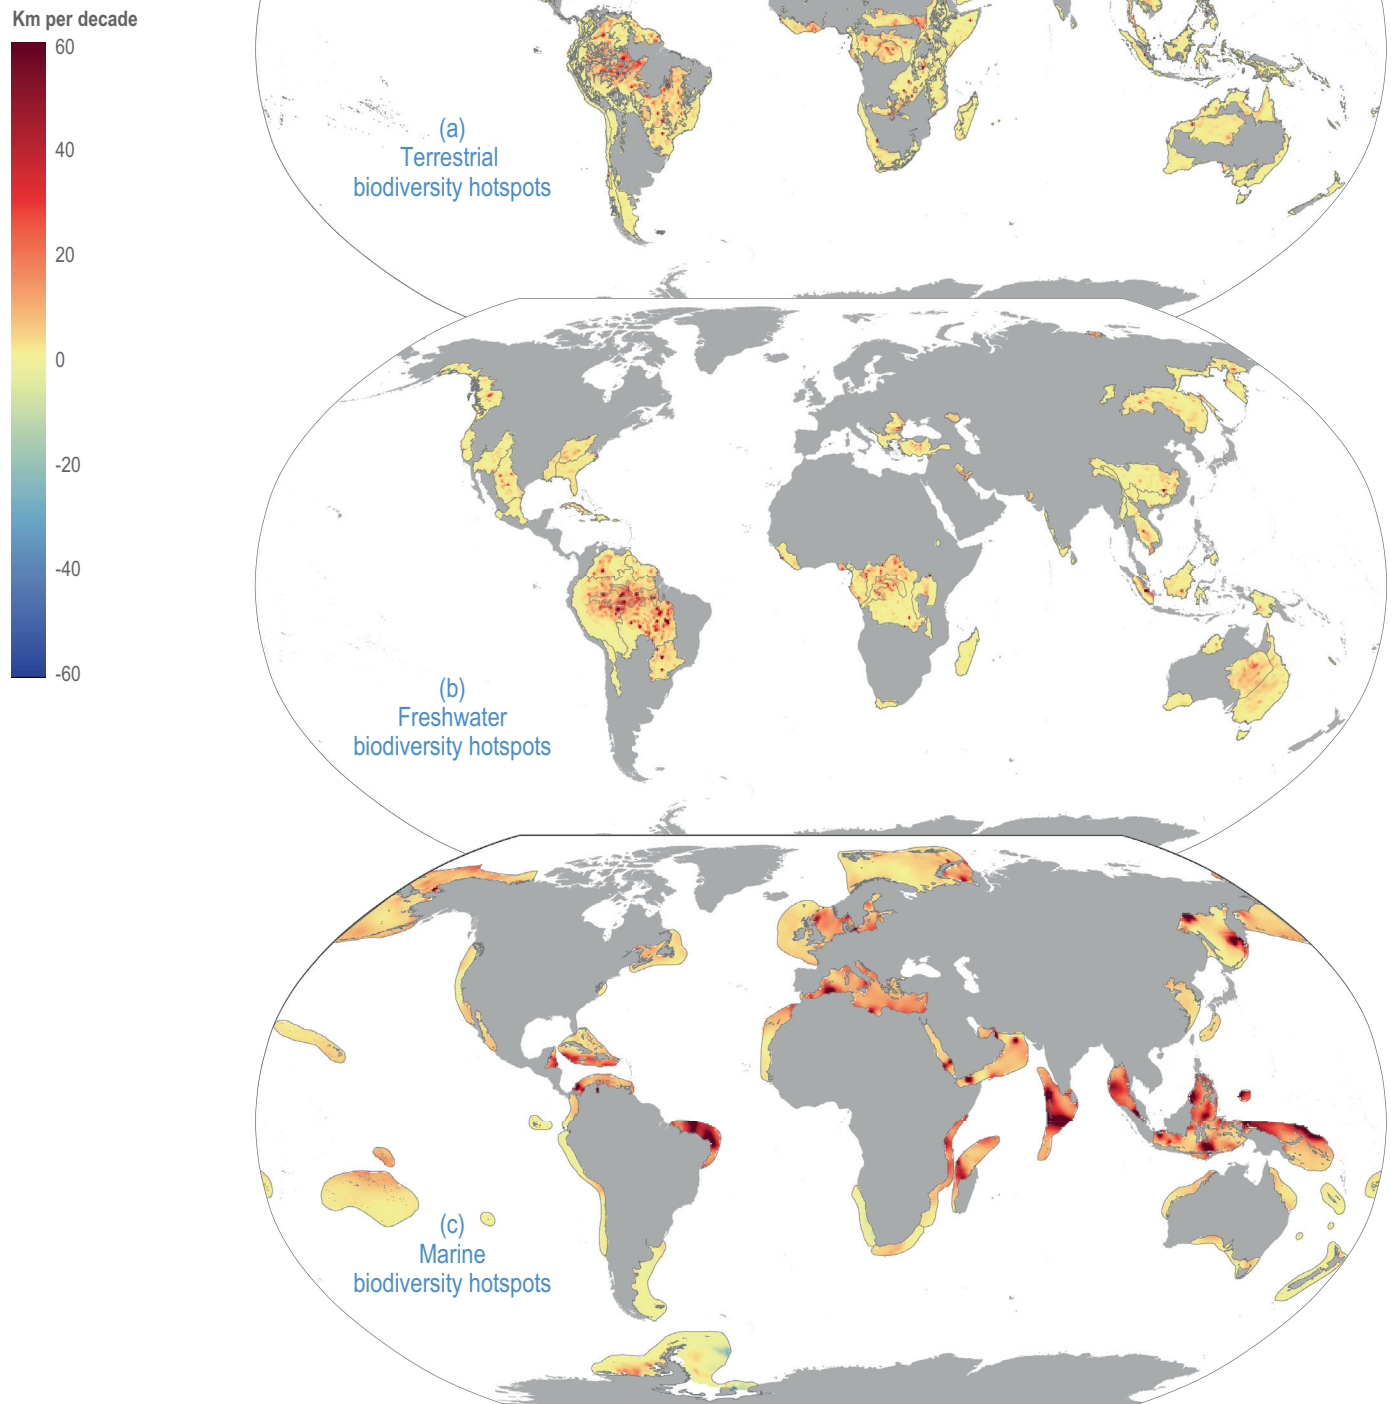 Km per decade
60
40
20
0
-20
-40
-60
(a)
Terrestrial
biodiversity hotspots
(b)
Freshwater
biodiversity hotspots
(c)
Marine
biodiversity hotspots